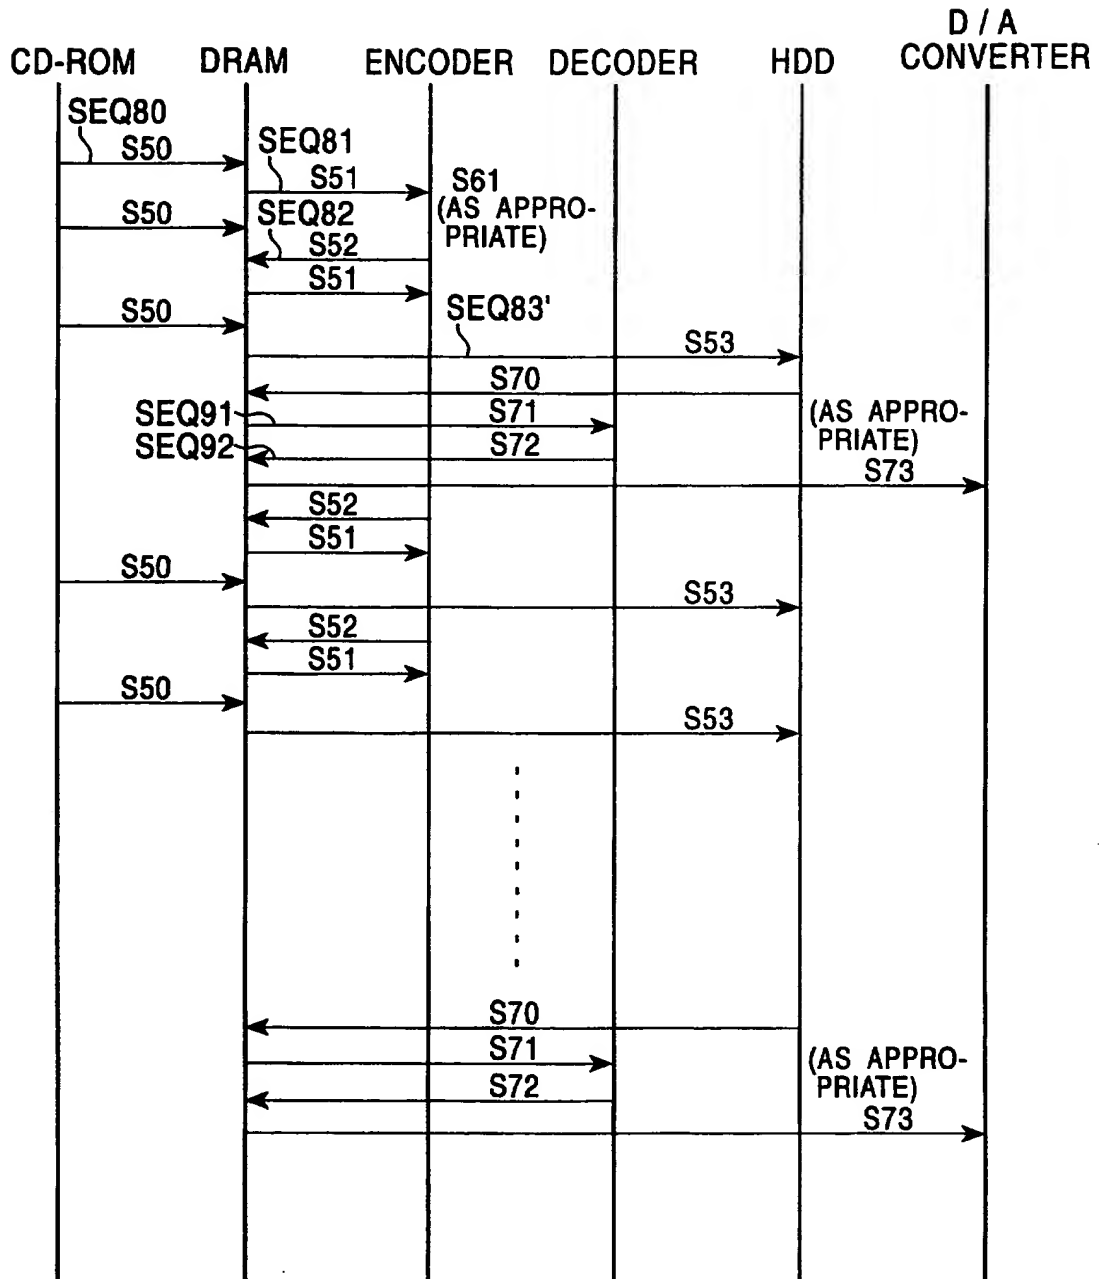 D / A
CD-ROM DRAM ENCODER DECODER HDD CONVERTER
SEQ80
S50
SEQ81
S51
S61
(AS APPRO-
PRIATE)
S50
SEQ82
S52
S51
S50
SEQ83'
S53
S70
SEQ91
S71
(AS APPRO-
PRIATE)
SEQ92
S72
S73
S52
S51
S50
S53
S52
S51
S50
S53
S70
S71
(AS APPRO-
PRIATE)
S72
S73